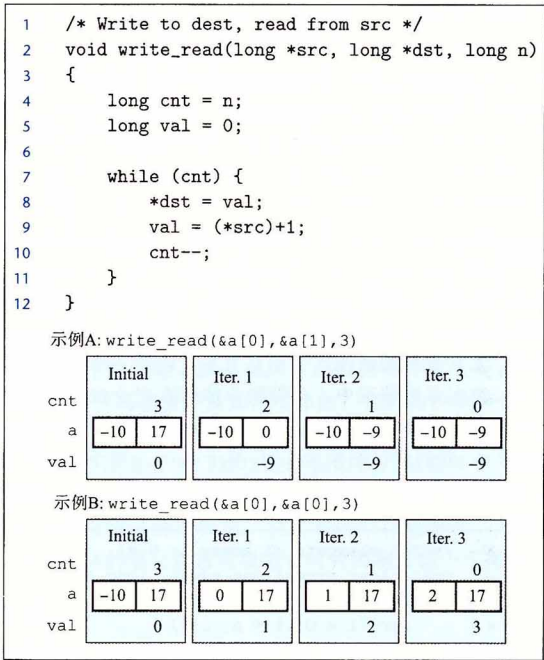 1 /* Write to dest, read from src */
2 void write_read(long *src, long *dst, long n)
3 {
4 long cnt = n;
5 long val = 0;
6
7 while (cnt) {
8 *dst = val;
9 val = (*src)+1;
10 cnt--;
11 }
12 }
示例A: write_read(&a[0],&a[1],3)
Initial Iter. 1 Iter. 2 Iter. 3
cnt 3 2 1 0
a –10 17 –10 0 –10 –9 –10 –9
val 0 –9 –9 –9
示例B: write_read(&a[0],&a[0],3)
Initial Iter. 1 Iter. 2 Iter. 3
cnt 3 2 1 0
a –10 17 0 17 1 17 2 17
val 0 1 2 3